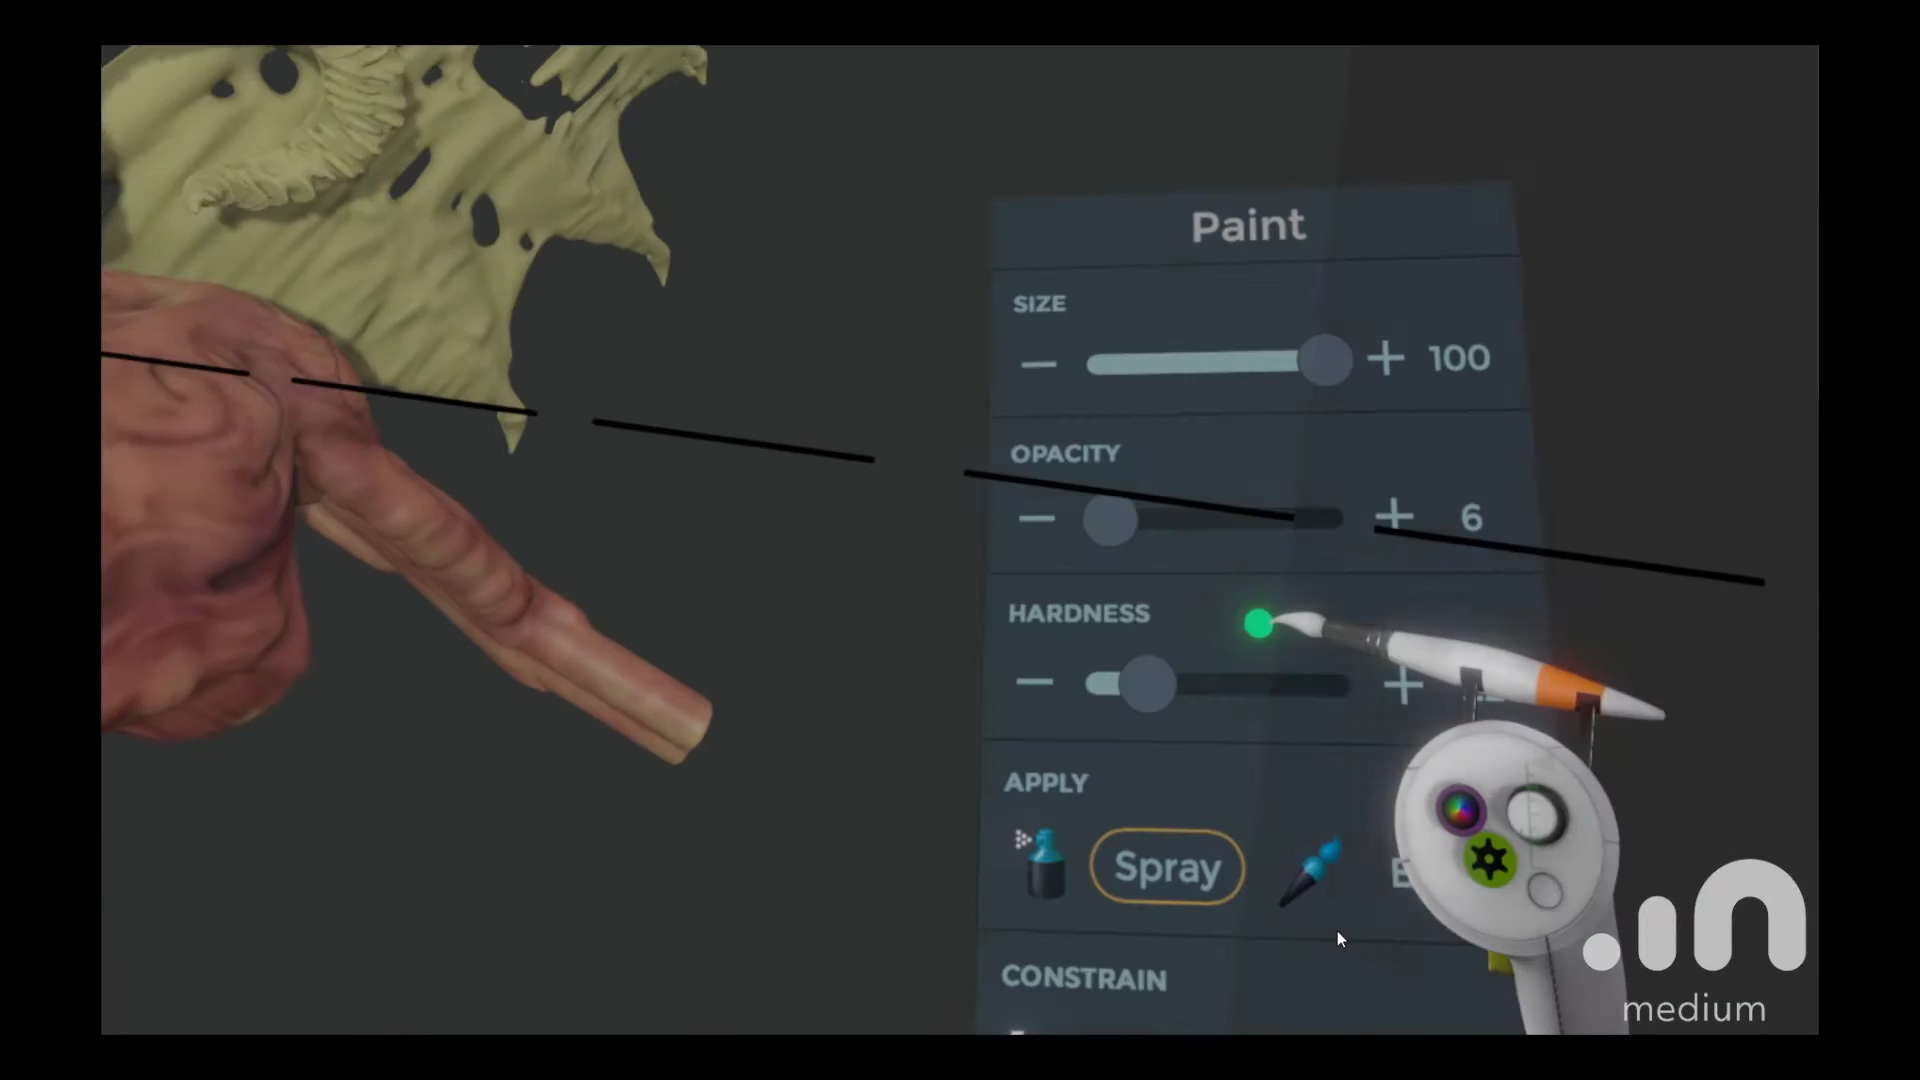 Paint
SIZE
100
OPACITY
6
HARDNESS
APPLY
Spray
CONSTRAIN
medium